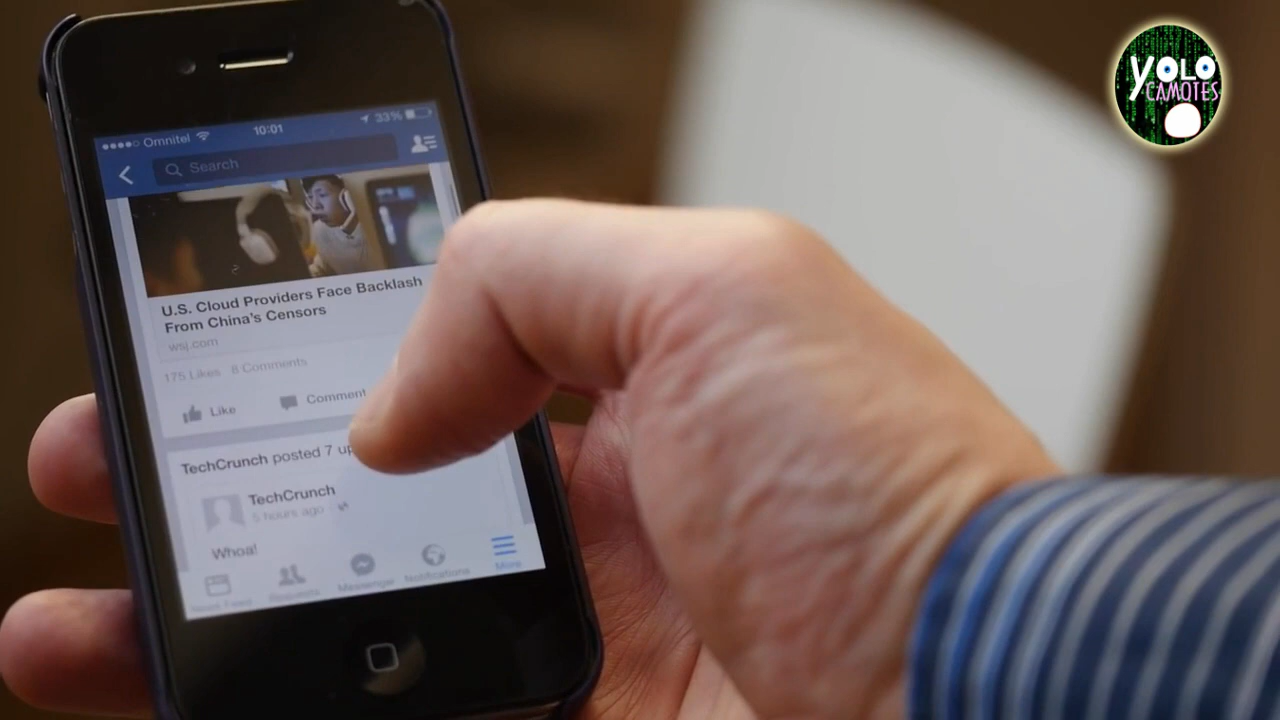 Omnitel
10:01
33%
Search
U.S. Cloud Providers Face Backlash
From China's Censors
wsj.com
175 Likes 8 Comments
Like
Comment
TechCrunch posted 7 up
TechCrunch
5 hours ago
Whoa!
News Feed
Requests
Messenger
Notifications
More
yOLO
CAMOTES